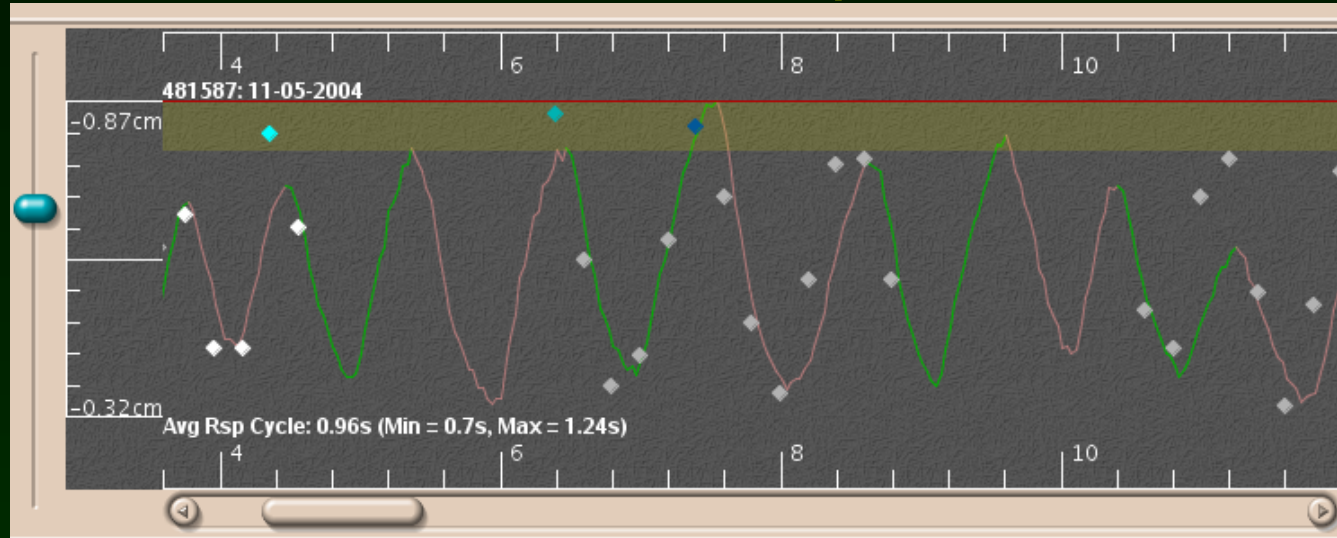 4 6 8 10
481587: 11-05-2004
-0.87cm
-0.32cm
Avg Rsp Cycle: 0.96s (Min = 0.7s, Max = 1.24s)
4 6 8 10